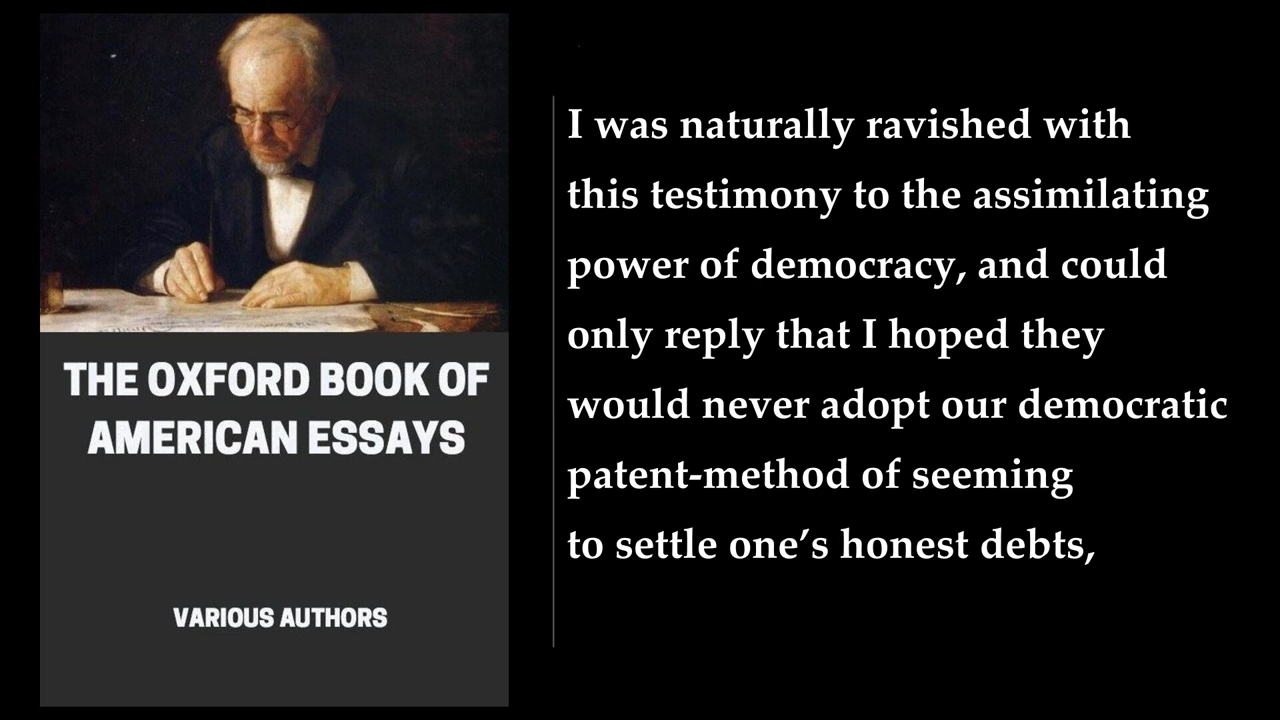 THE OXFORD BOOK OF
AMERICAN ESSAYS
VARIOUS AUTHORS
I was naturally ravished with
this testimony to the assimilating
power of democracy, and could
only reply that I hoped they
would never adopt our democratic
patent-method of seeming
to settle one’s honest debts,